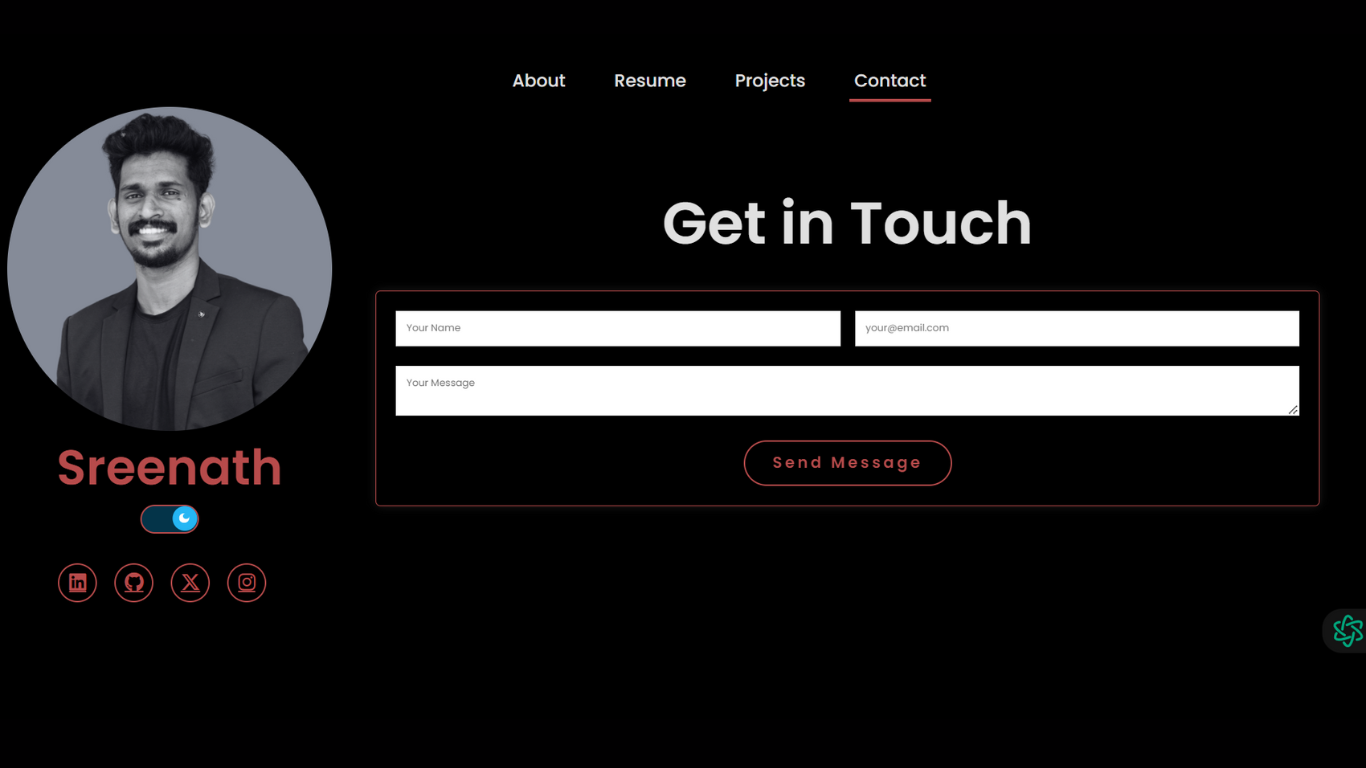 About Resume Projects Contact
Get in Touch
Your Name your@email.com
Your Message
Send Message
Sreenath